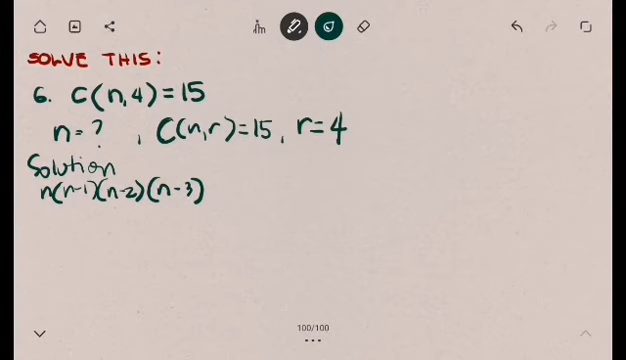 SOLVE THIS:
6. C(n,4)=15
n=? , C(n,r)=15, r=4
Solution
n(n-1)(n-2)(n-3)
100/100